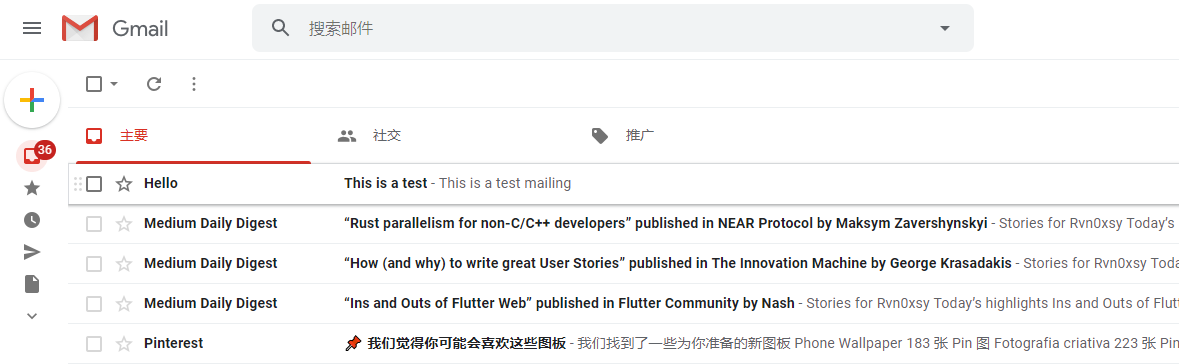 Gmail 搜索邮件
36
主要 社交 推广
Hello This is a test - This is a test mailing
Medium Daily Digest “Rust parallelism for non-C/C++ developers” published in NEAR Protocol by Maksym Zavershynskyi - Stories for Rvn0xsy Today’s
Medium Daily Digest “How (and why) to write great User Stories” published in The Innovation Machine by George Krasadakis - Stories for Rvn0xsy Toda
Medium Daily Digest “Ins and Outs of Flutter Web” published in Flutter Community by Nash - Stories for Rvn0xsy Today’s highlights Ins and Outs of Flutt
Pinterest 📌 我们觉得你可能会喜欢这些图板 - 我们找到了一些为你准备的新图板 Phone Wallpaper 183 张 Pin 图 Fotografia criativa 223 张 Pin